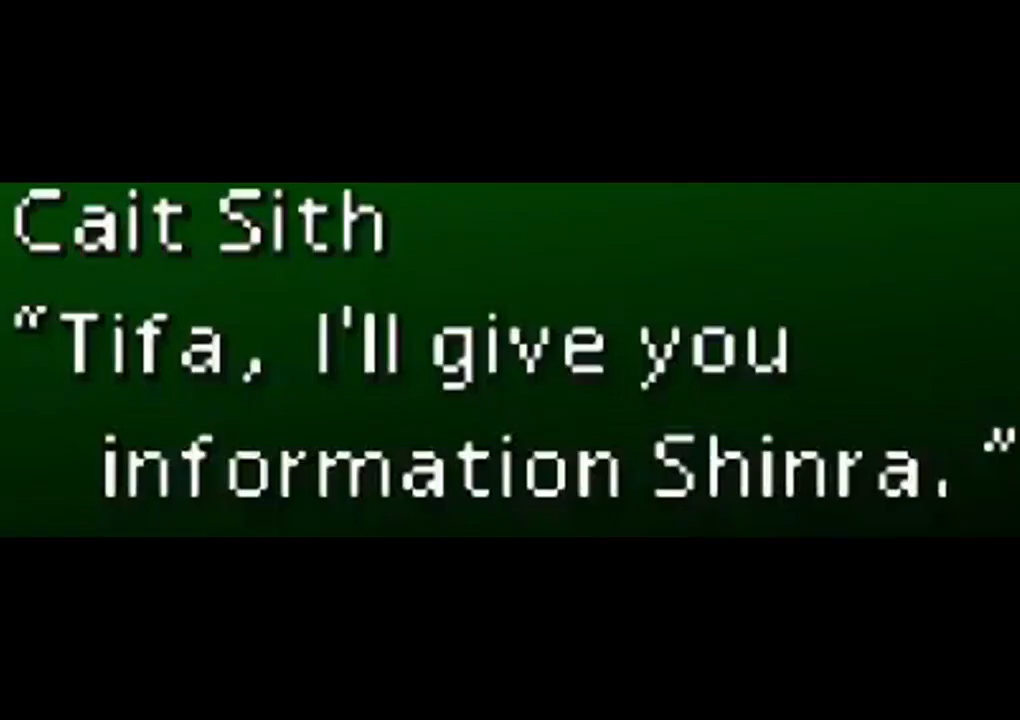 Cait Sith
“Tifa, I'll give you
information Shinra.”